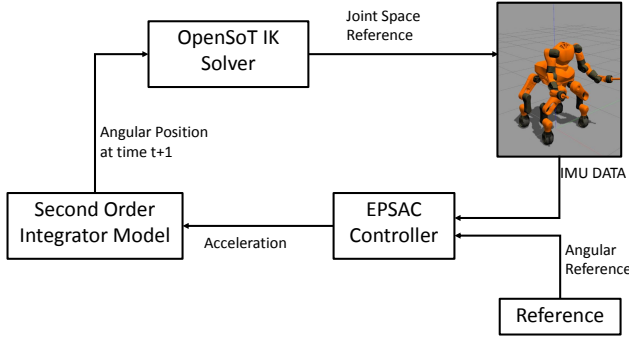 OpenSoT IK
Solver
Joint Space
Reference
Angular Position
at time t+1
IMU DATA
Second Order
Integrator Model
Acceleration
EPSAC
Controller
Angular
Reference
Reference